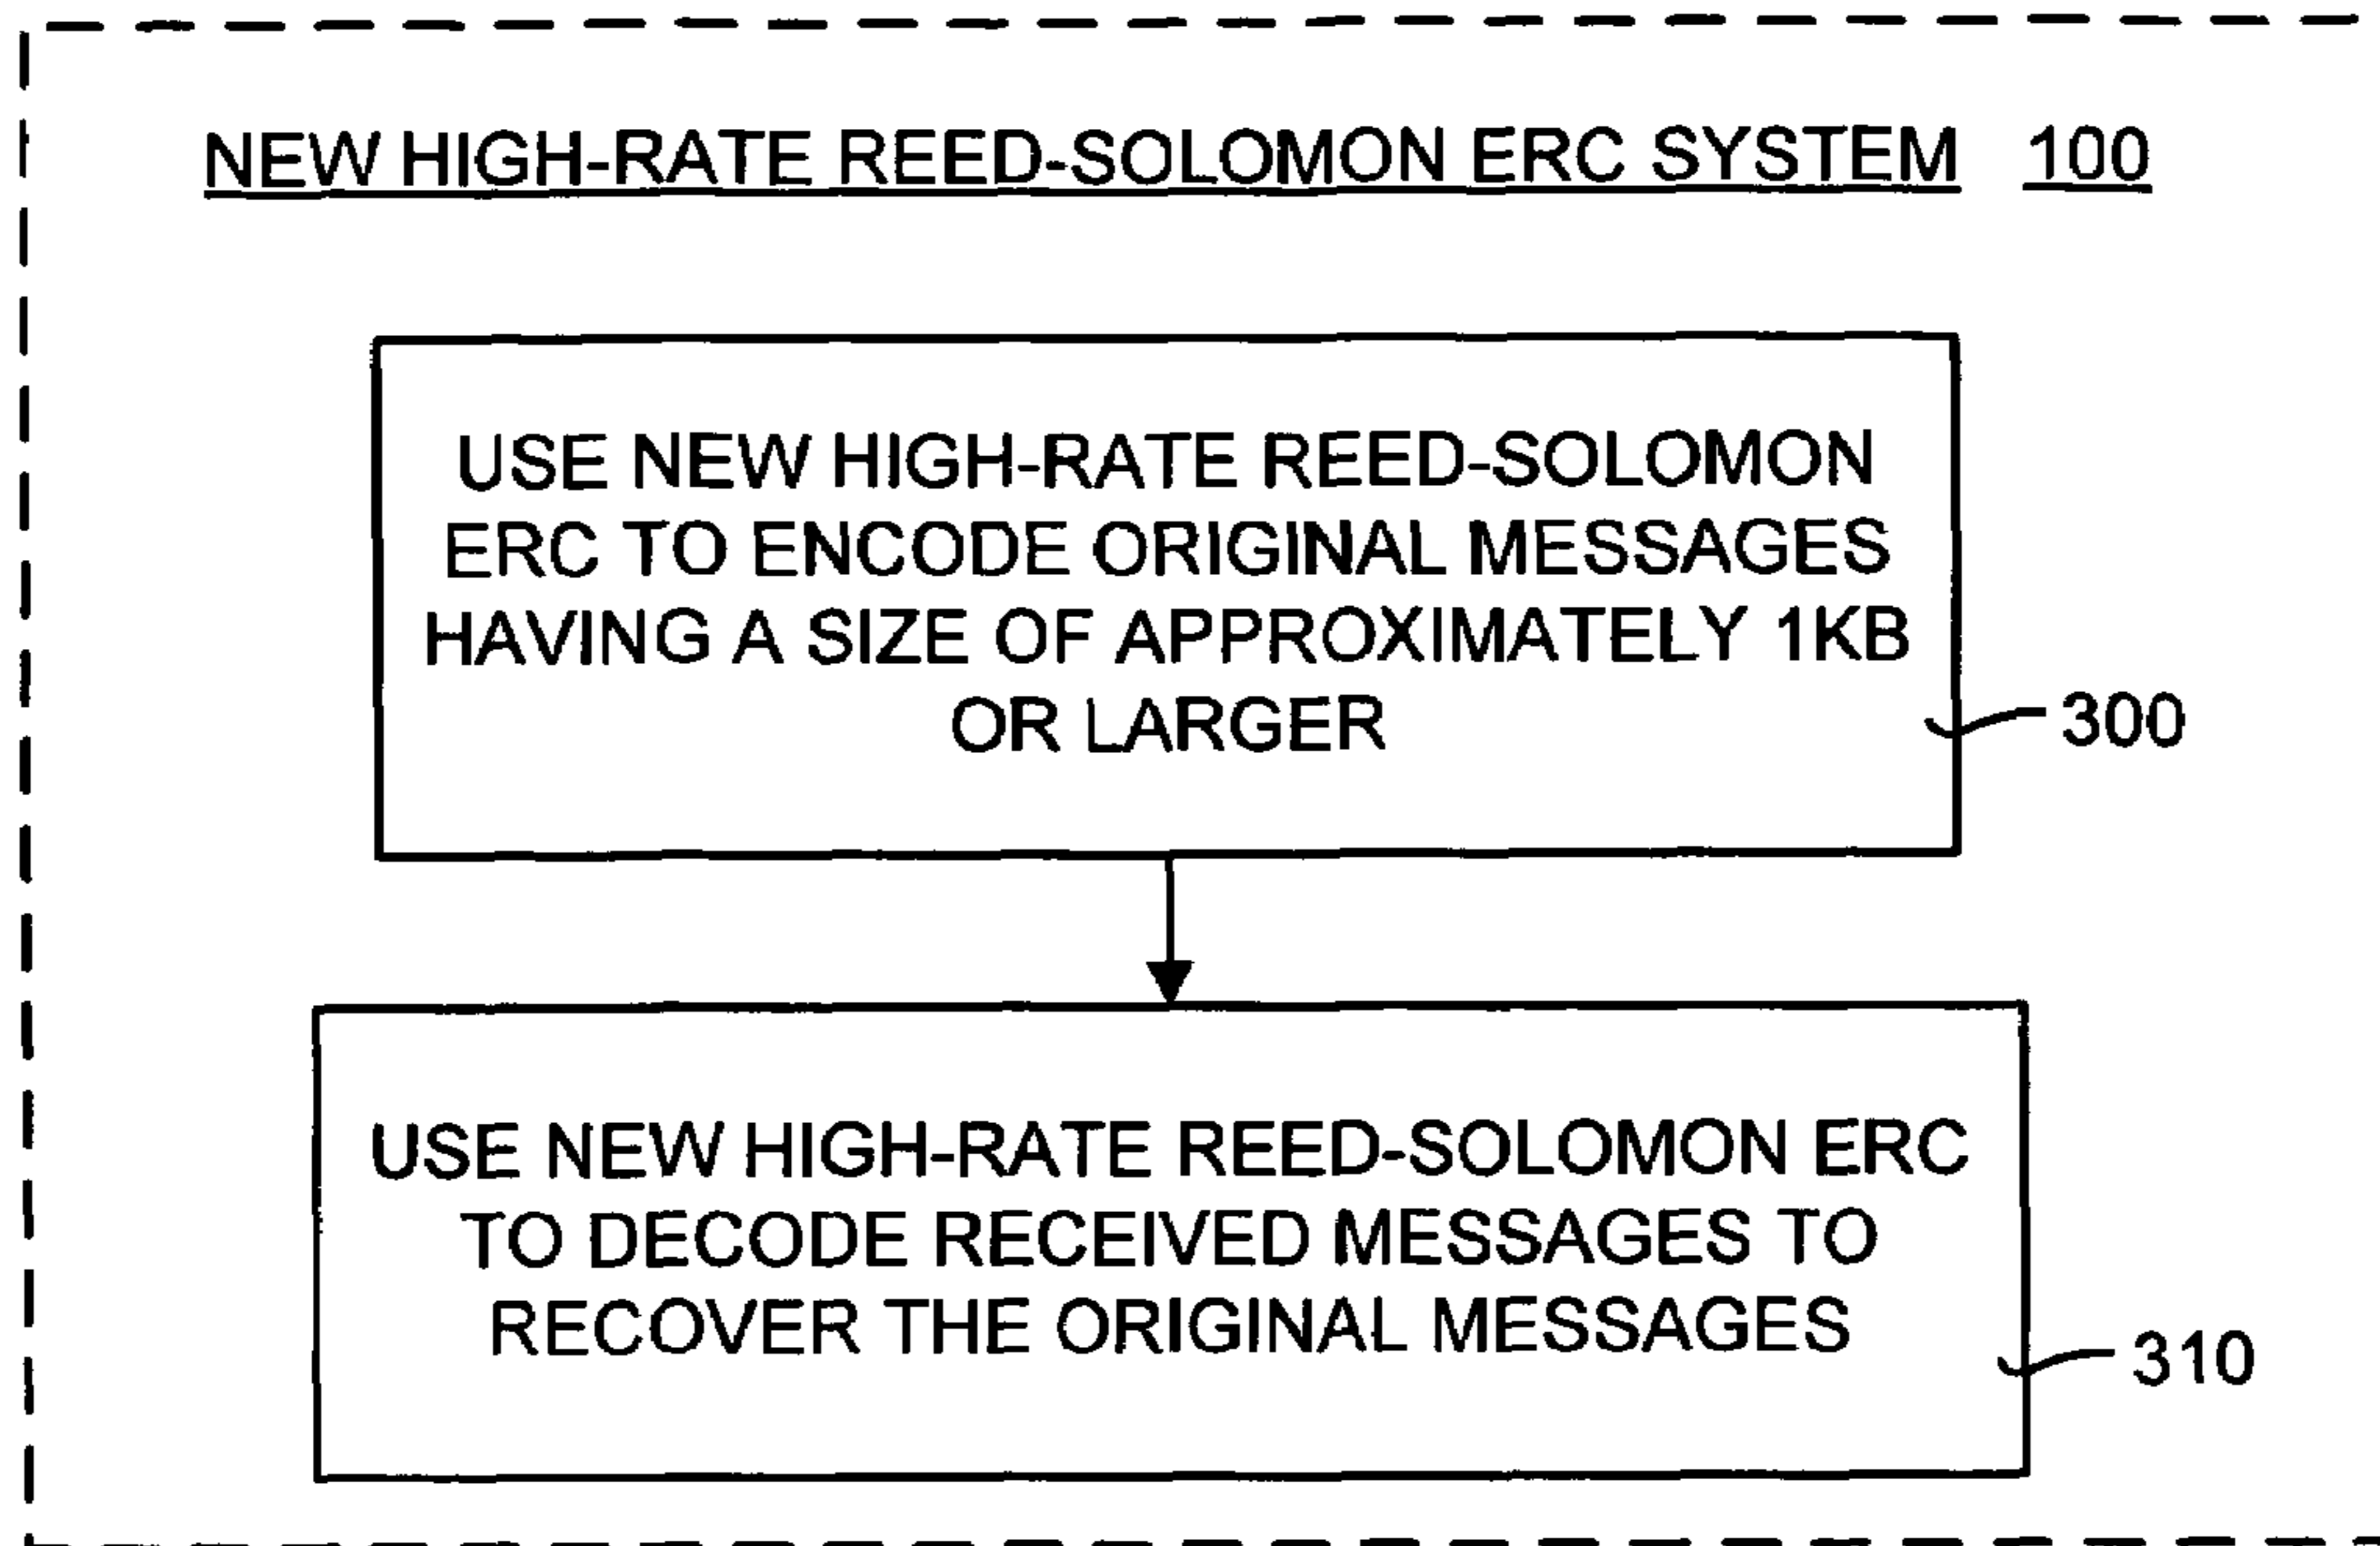 NEW HIGH-RATE REED-SOLOMON ERC SYSTEM 100
USE NEW HIGH-RATE REED-SOLOMON
ERC TO ENCODE ORIGINAL MESSAGES
HAVING A SIZE OF APPROXIMATELY 1KB
OR LARGER
300
USE NEW HIGH-RATE REED-SOLOMON ERC
TO DECODE RECEIVED MESSAGES TO
RECOVER THE ORIGINAL MESSAGES
310